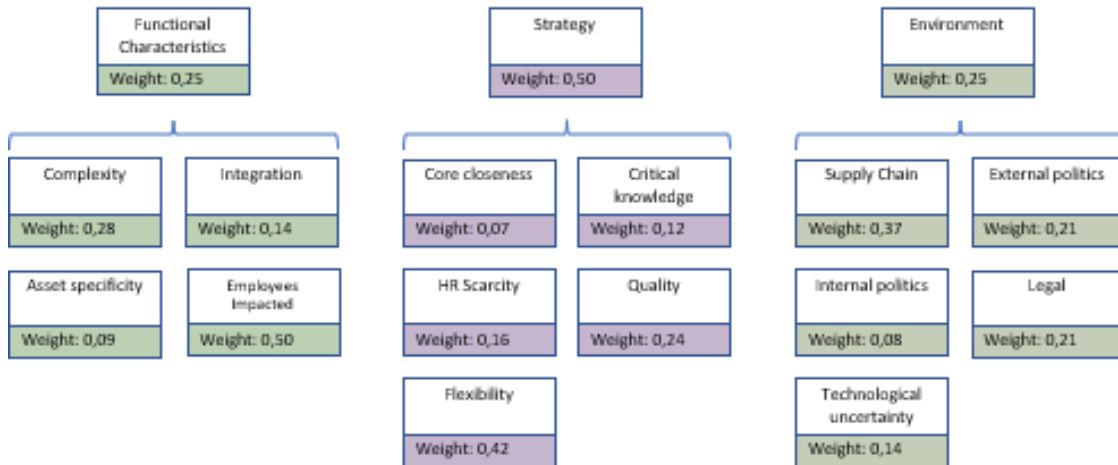 Functional
Characteristics
Weight: 0,25
Strategy
Weight: 0,50
Environment
Weight: 0,25
Complexity
Weight: 0,28
Integration
Weight: 0,14
Core closeness
Weight: 0,07
Critical
knowledge
Weight: 0,12
Supply Chain
Weight: 0,37
External politics
Weight: 0,21
Asset specificity
Weight: 0,09
Employees
Impacted
Weight: 0,50
HR Scarcity
Weight: 0,16
Quality
Weight: 0,24
Internal politics
Weight: 0,08
Legal
Weight: 0,21
Flexibility
Weight: 0,42
Technological
uncertainty
Weight: 0,14